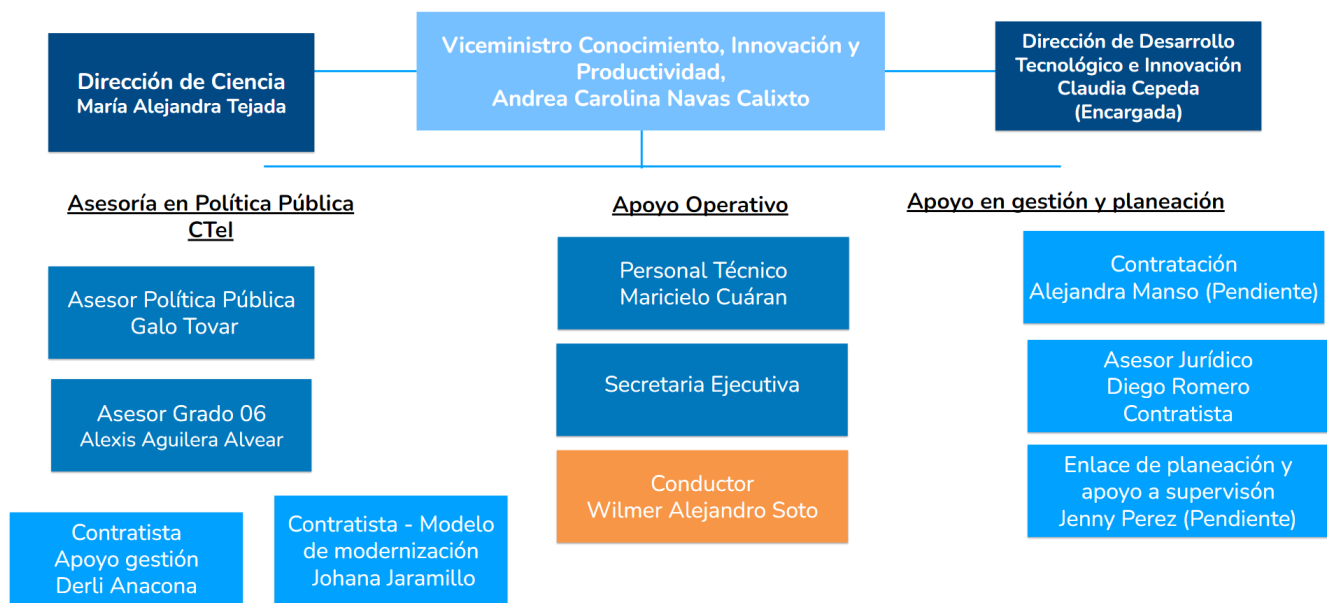 Dirección de Ciencia
María Alejandra Tejada
Viceministro Conocimiento, Innovación y
Productividad,
Andrea Carolina Navas Calixto
Dirección de Desarrollo
Tecnológico e Innovación
Claudia Cepeda
(Encargada)
Asesoría en Política Pública
CTeI
Asesor Política Pública
Galo Tovar
Asesor Grado 06
Alexis Aguilera Alvear
Contratista
Apoyo gestión
Derli Anacona
Contratista - Modelo
de modernización
Johana Jaramillo
Apoyo Operativo
Personal Técnico
Maricielo Cuáran
Secretaria Ejecutiva
Conductor
Wilmer Alejandro Soto
Apoyo en gestión y planeación
Contratación
Alejandra Manso (Pendiente)
Asesor Jurídico
Diego Romero
Contratista
Enlace de planeación y
apoyo a supervisón
Jenny Perez (Pendiente)